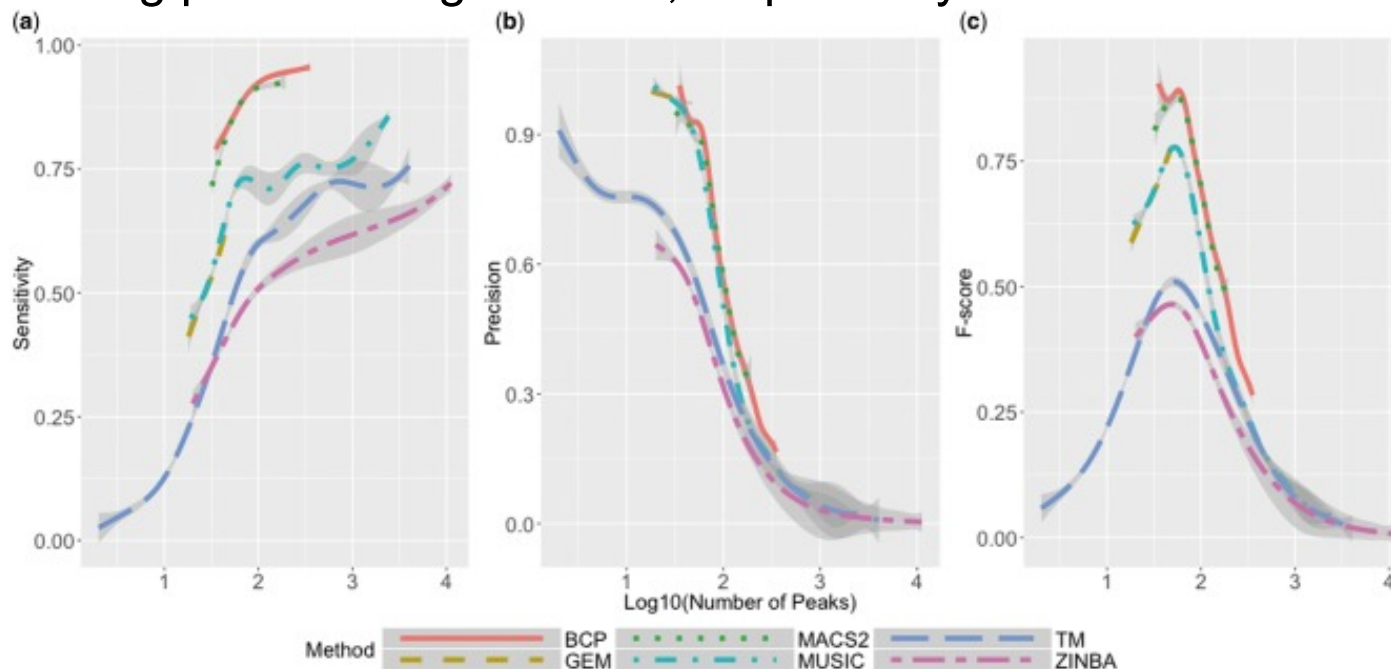 (a) (b) (c)
1.00
0.75
0.50
0.25
0.00
Sensitivity
1 2 3 4
0.9
0.6
0.3
0.0
Precision
1 2 3 4
0.75
0.50
0.25
0.00
F-score
1 2 3 4
Log10(Number of Peaks)
Method BCP MACS2 TM
GEM MUSIC ZINBA